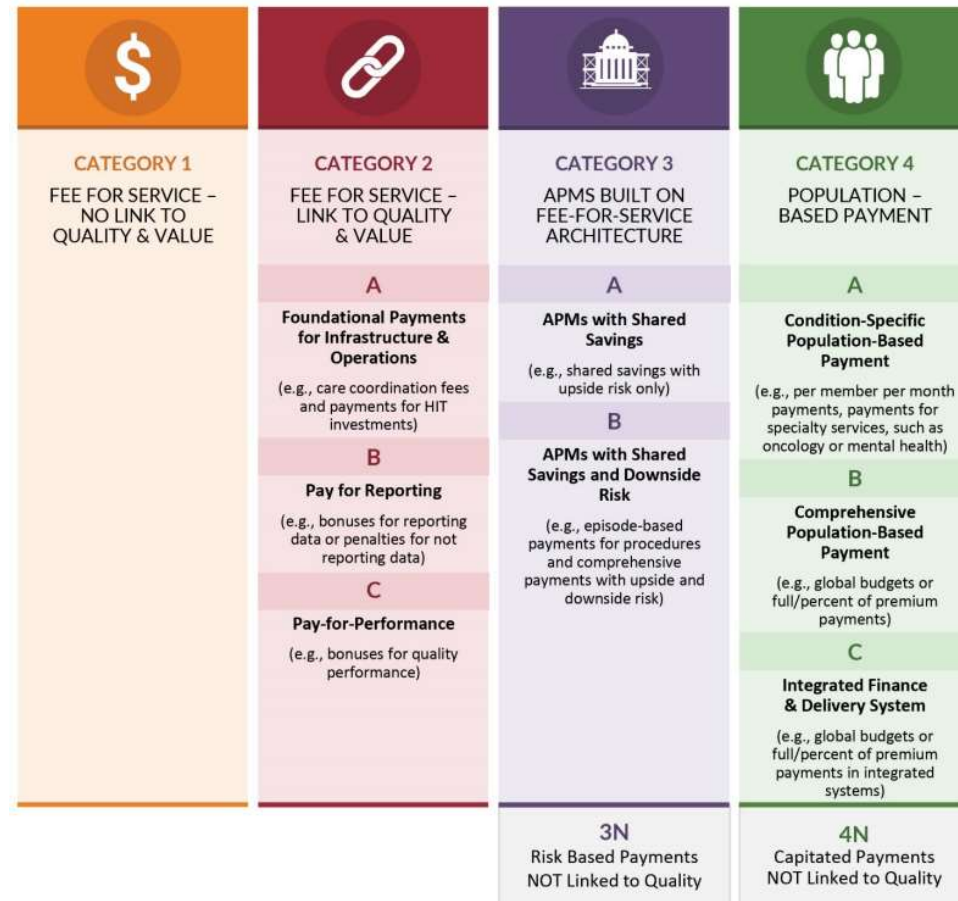 $
CATEGORY 1
FEE FOR SERVICE –
NO LINK TO
QUALITY & VALUE
CATEGORY 2
FEE FOR SERVICE –
LINK TO QUALITY
& VALUE
A
Foundational Payments
for Infrastructure &
Operations
(e.g., care coordination fees
and payments for HIT
investments)
B
Pay for Reporting
(e.g., bonuses for reporting
data or penalties for not
reporting data)
C
Pay-for-Performance
(e.g., bonuses for quality
performance)
CATEGORY 3
APMS BUILT ON
FEE-FOR-SERVICE
ARCHITECTURE
A
APMs with Shared
Savings
(e.g., shared savings with
upside risk only)
B
APMs with Shared
Savings and Downside
Risk
(e.g., episode-based
payments for procedures
and comprehensive
payments with upside and
downside risk)
3N
Risk Based Payments
NOT Linked to Quality
CATEGORY 4
POPULATION –
BASED PAYMENT
A
Condition-Specific
Population-Based
Payment
(e.g., per member per month
payments, payments for
specialty services, such as
oncology or mental health)
B
Comprehensive
Population-Based
Payment
(e.g., global budgets or
full/percent of premium
payments)
C
Integrated Finance
& Delivery System
(e.g., global budgets or
full/percent of premium
payments in integrated
systems)
4N
Capitated Payments
NOT Linked to Quality